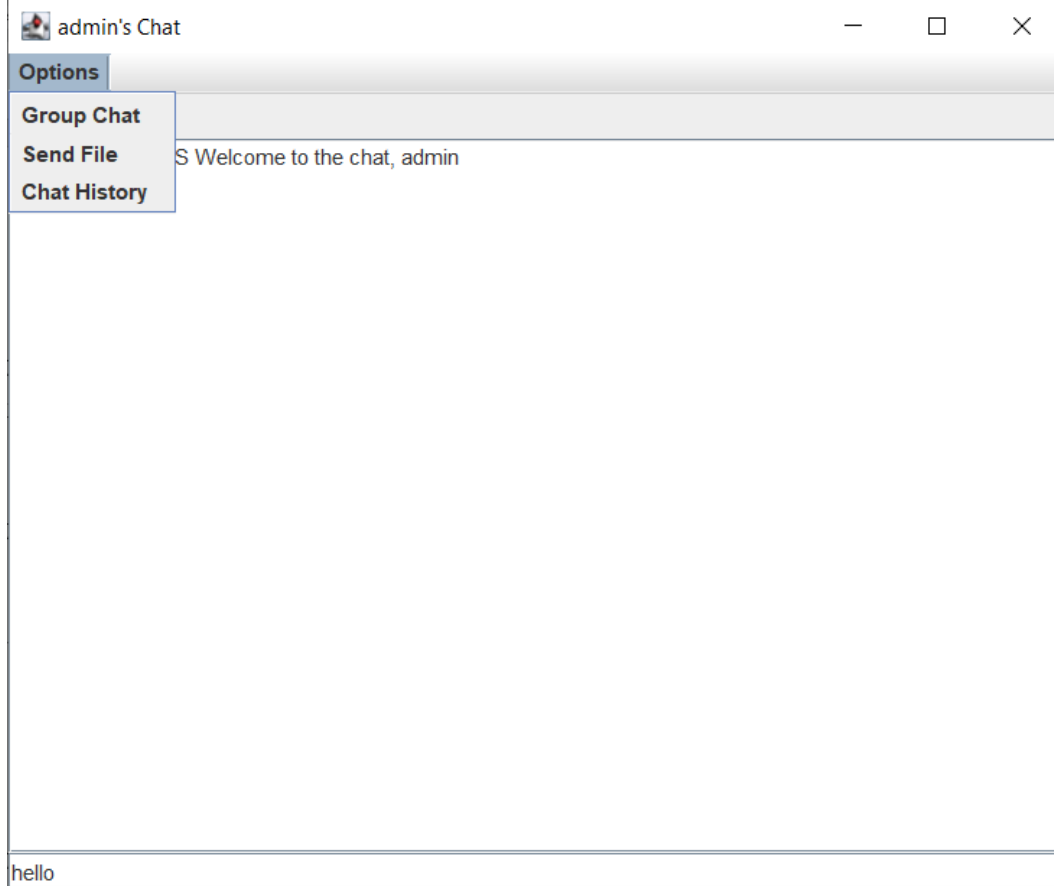 admin's Chat
Options
Group Chat
Send File
S Welcome to the chat, admin
Chat History
hello